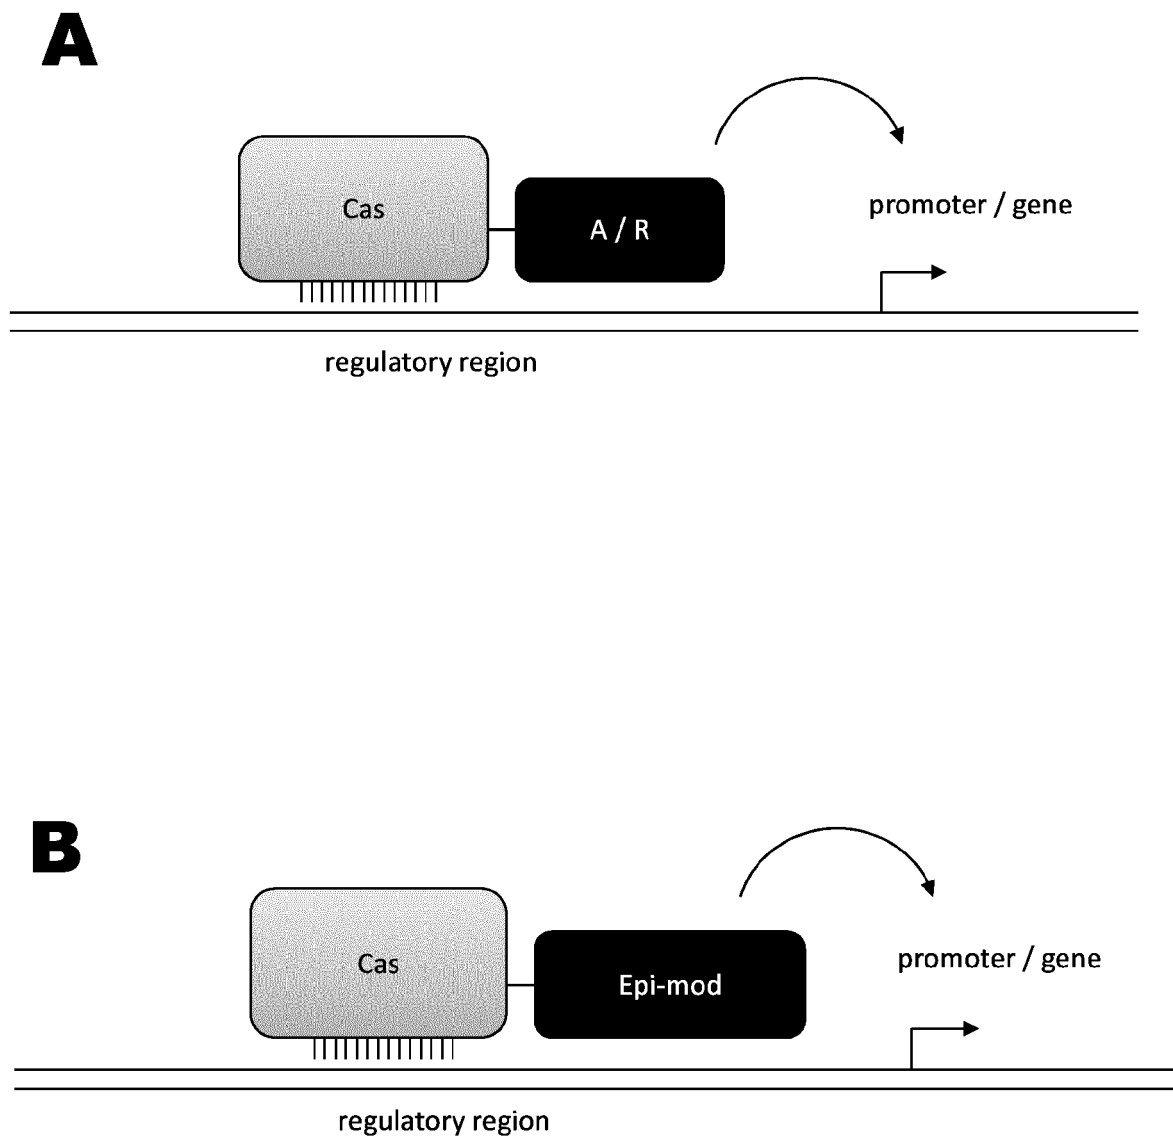 A
Cas
A / R
promoter / gene
regulatory region
B
Cas
Epi-mod
promoter / gene
regulatory region